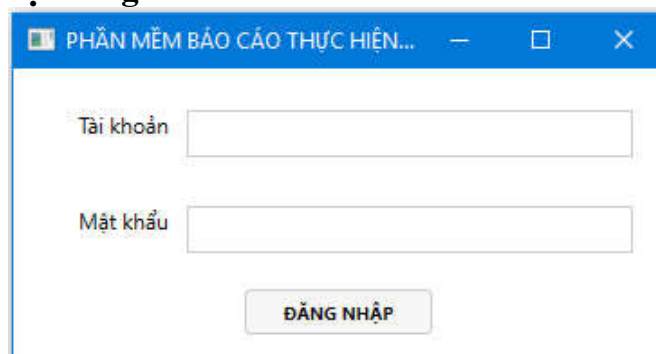 PHẦN MỀM BÁO CÁO THỰC HIỆN...
Tài khoản
Mật khẩu
ĐĂNG NHẬP